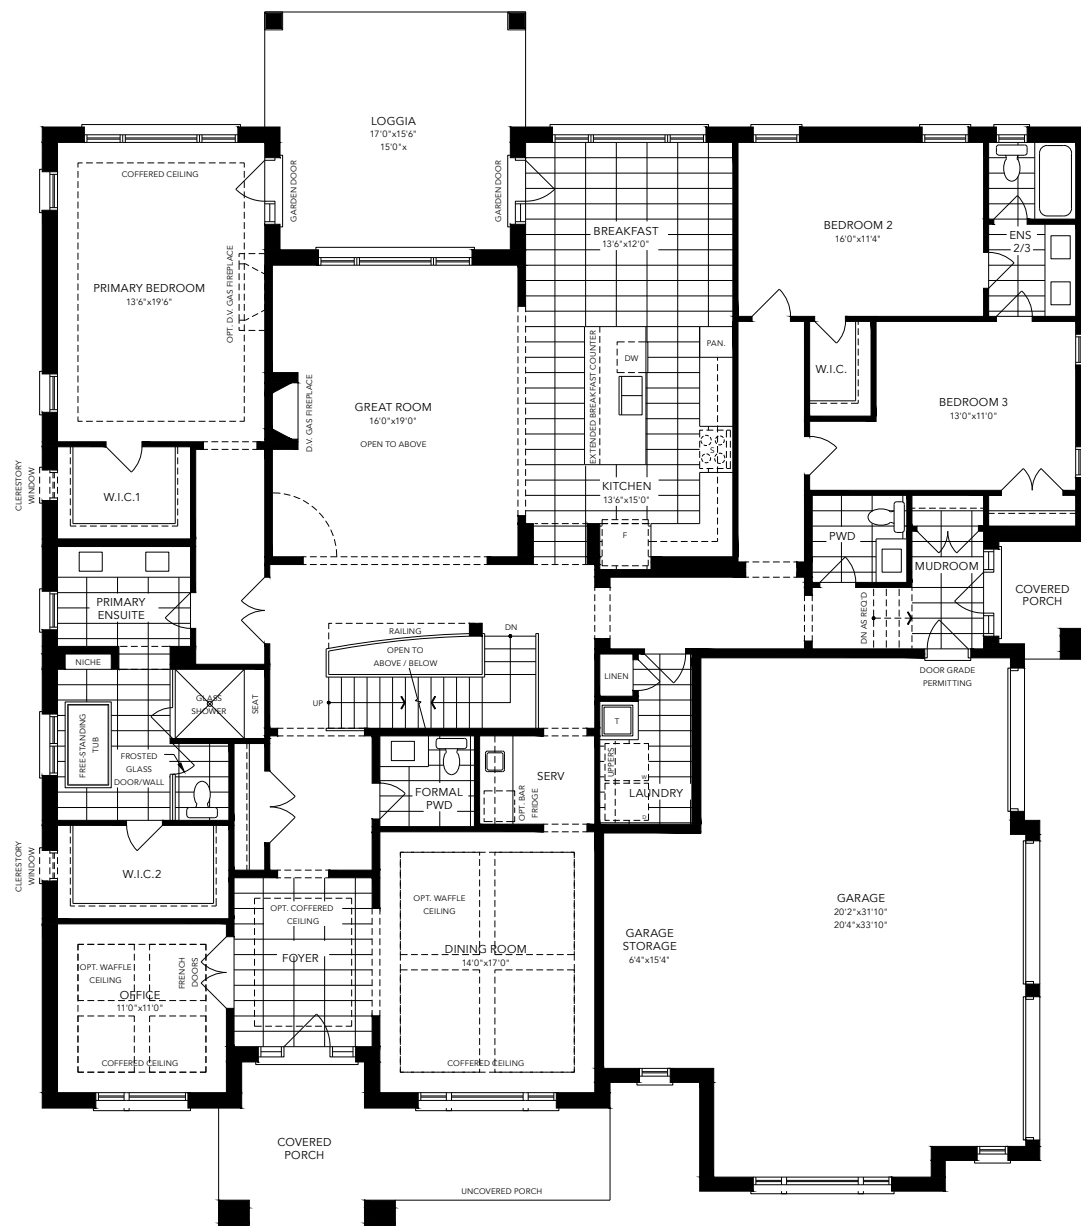 LOGGIA
17'0"x15'6"
15'0"x
COFFERED CEILING
GARDEN DOOR
GARDEN DOOR
BREAKFAST
13'6"x12'0"
BEDROOM 2
16'0"x11'4"
ENS
2/3
OPT. D.V. GAS FIREPLACE
PRIMARY BEDROOM
13'6"x19'6"
EXTENDED BREAKFAST COUNTER
DW
PAN.
W.I.C.
D.V. GAS FIREPLACE
GREAT ROOM
16'0"x19'0"
OPEN TO ABOVE
BEDROOM 3
13'0"x11'0"
S
CLERESTORY
WINDOW
W.I.C.1
KITCHEN
13'6"x15'0"
F
PWD
MUDROOM
PRIMARY
ENSUITE
COVERED
PORCH
DN AS REQ'D
RAILING
DN
OPEN TO
ABOVE / BELOW
NICHE
LINEN
DOOR GRADE
PERMITTING
GLASS
SHOWER
SEAT
UP
FREE-STANDING
TUB
T
FROSTED
GLASS
DOOR/WALL
UPPERS
W
SERV
FORMAL
PWD
OPT. BAR
FRIDGE
LAUNDRY
D
CLERESTORY
WINDOW
W.I.C.2
OPT. WAFFLE
CEILING
GARAGE
20'2"x31'10"
20'4"x33'10"
OPT. COFFERED
CEILING
GARAGE
STORAGE
6'4"x15'4"
FOYER
DINING ROOM
14'0"x17'0"
OPT. WAFFLE
CEILING
FRENCH
DOORS
OFFICE
11'0"x11'0"
COFFERED CEILING
COFFERED CEILING
COVERED
PORCH
UNCOVERED PORCH